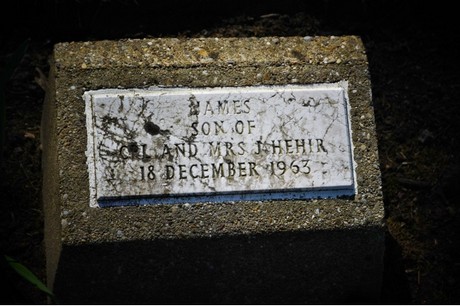 JAMES
SON OF
AND MRS J HEHIR
18 DECEMBER 1963